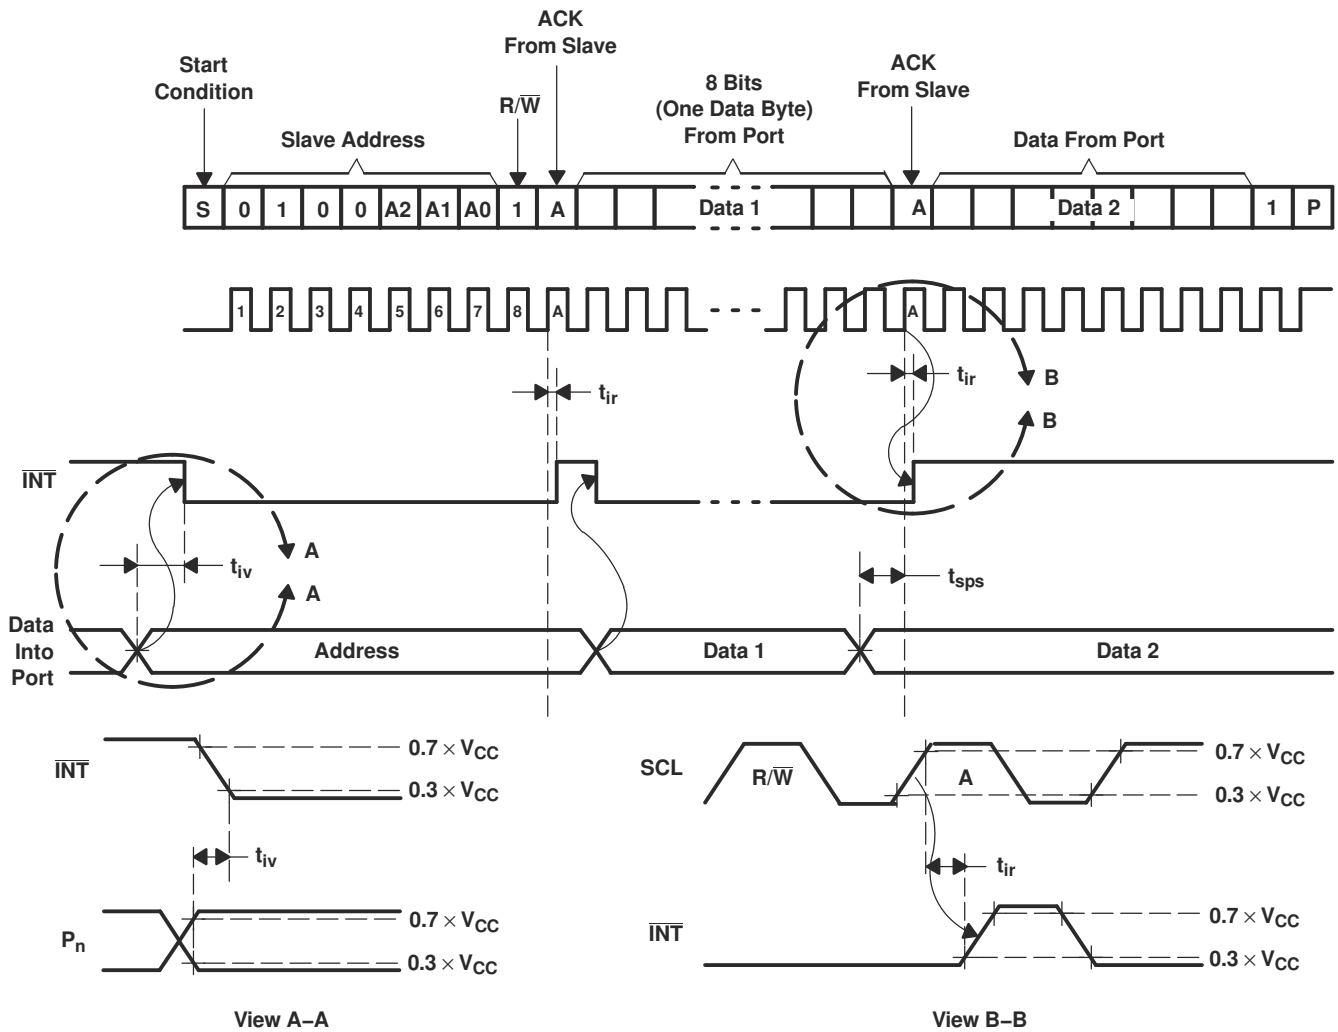 ACK
From Slave
Start
Condition
ACK
From Slave
8 Bits
(One Data Byte)
From Port
R/W̅
Slave Address
Data From Port
S 0 1 0 0 A2 A1 A0 1 A Data 1 A Data 2 1 P
1 2 3 4 5 6 7 8 A A
tir
tir
B
B
I̅N̅T̅
A
tiv
A
tsps
Data
Into
Port
Address
Data 1
Data 2
I̅N̅T̅
0.7 × VCC
0.3 × VCC
tiv
Pn
0.7 × VCC
0.3 × VCC
View A–A
SCL
R/W̅
A
0.7 × VCC
0.3 × VCC
tir
I̅N̅T̅
0.7 × VCC
0.3 × VCC
View B–B